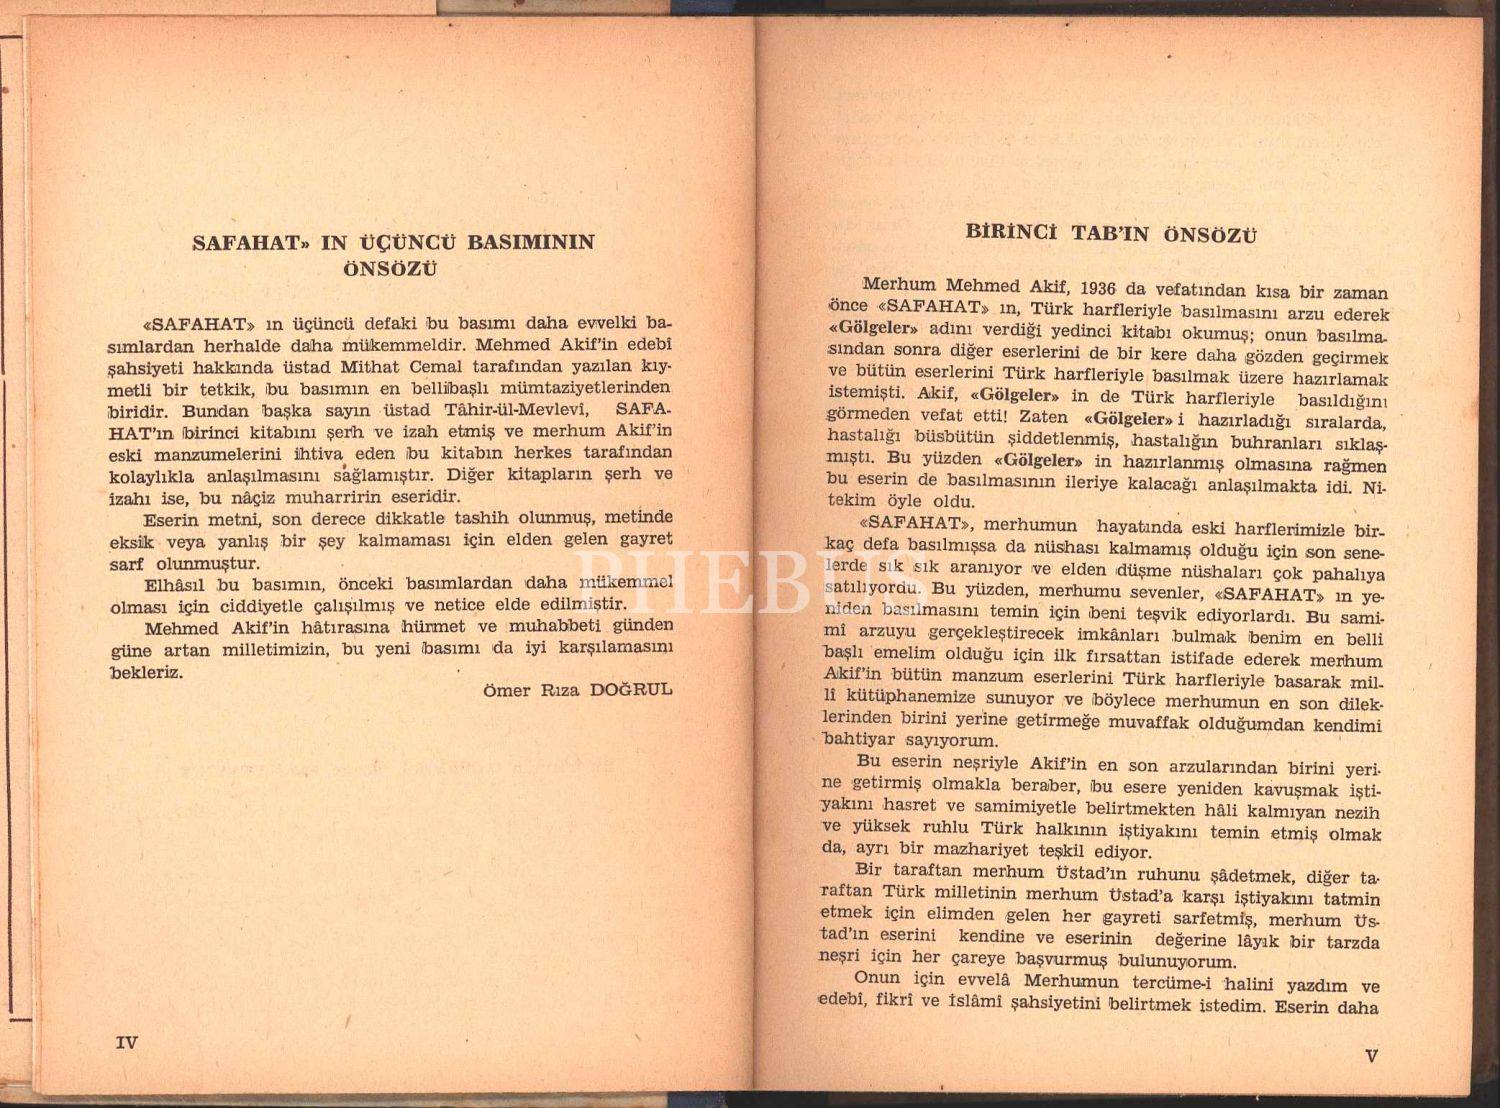 SAFAHAT» IN ÜÇÜNCÜ BASIMININ
ÖNSÖZÜ
«SAFAHAT» ın üçüncü defaki bu basımı daha evvelki ba-
sımlardan herhalde daha mükemmeldir. Mehmed Akif'in edebî
şahsiyeti hakkında üstad Mithat Cemal tarafından yazılan kıy-
metli bir tetkik, bu basımın en bellibaşlı mümtaziyetlerinden
biridir. Bundan başka sayın üstad Tâhir-ül-Mevlevî, SAFA-
HAT'ın birinci kitabını şerh ve izah etmiş ve merhum Akif'in
eski manzumelerini ihtiva eden bu kitabın herkes tarafından
kolaylıkla anlaşılmasını sağlamıştır. Diğer kitapların şerh ve
izahı ise, bu nâçiz muharririn eseridir.
Eserin metni, son derece dikkatle tashih olunmuş, metinde
eksik veya yanlış bir şey kalmaması için elden gelen gayret
sarf olunmuştur.
Elhâsıl bu basımın, önceki basımlardan daha mükemmel
olması için ciddiyetle çalışılmış ve netice elde edilmiştir.
Mehmed Akif'in hâtırasına hürmet ve muhabbeti günden
güne artan milletimizin, bu yeni basımı da iyi karşılamasını
bekleriz.
Ömer Rıza DOĞRUL
IV
BİRİNCİ TAB'IN ÖNSÖZÜ
Merhum Mehmed Akif, 1936 da vefatından kısa bir zaman
önce «SAFAHAT» ın, Türk harfleriyle basılmasını arzu ederek
«Gölgeler» adını verdiği yedinci kitabı okumuş; onun basılma-
sından sonra diğer eserlerini de bir kere daha gözden geçirmek
ve bütün eserlerini Türk harfleriyle basılmak üzere hazırlamak
istemişti. Akif, «Gölgeler» in de Türk harfleriyle basıldığını
görmeden vefat etti! Zaten «Gölgeler» i hazırladığı sıralarda,
hastalığı büsbütün şiddetlenmiş, hastalığın buhranları sıklaş-
mıştı. Bu yüzden «Gölgeler» in hazırlanmış olmasına rağmen
bu eserin de basılmasının ileriye kalacağı anlaşılmakta idi. Ni-
tekim öyle oldu.
«SAFAHAT», merhumun hayatında eski harflerimizle bir-
kaç defa basılmışsa da nüshası kalmamış olduğu için son sene-
lerde sık sık aranıyor ve elden düşme nüshaları çok pahalıya
satılıyordu. Bu yüzden, merhumu sevenler, «SAFAHAT» ın ye-
niden basılmasını temin için beni teşvik ediyorlardı. Bu sami-
mî arzuyu gerçekleştirecek imkânları bulmak benim en belli
başlı emelim olduğu için ilk fırsattan istifade ederek merhum
Akif'in bütün manzum eserlerini Türk harfleriyle basarak mil-
lî kütüphanemize sunuyor ve böylece merhumun en son dilek-
lerinden birini yerine getirmeğe muvaffak olduğumdan kendimi
bahtiyar sayıyorum.
Bu eserin neşriyle Akif'in en son arzularından birini yeri-
ne getirmiş olmakla beraber, bu esere yeniden kavuşmak işti-
yakını hasret ve samimiyetle belirtmekten hâli kalmıyan nezih
ve yüksek ruhlu Türk halkının iştiyakını temin etmiş olmak
da, ayrı bir mazhariyet teşkil ediyor.
Bir taraftan merhum Üstad'ın ruhunu şâdetmek, diğer ta-
raftan Türk milletinin merhum Üstad'a karşı iştiyakını tatmin
etmek için elimden gelen her gayreti sarfetmiş, merhum Üs-
tad'ın eserini kendine ve eserinin değerine lâyık bir tarzda
neşri için her çareye başvurmuş bulunuyorum.
Onun için evvelâ Merhumun tercüme-i halini yazdım ve
edebî, fikrî ve İslâmî şahsiyetini belirtmek istedim. Eserin daha
V
PHEBUS